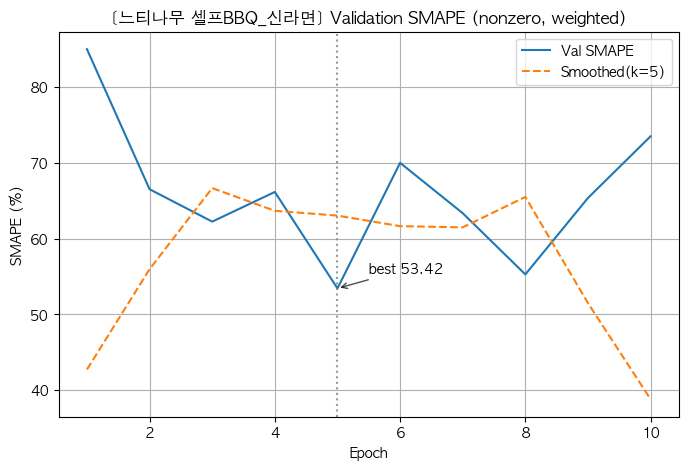 [느티나무 셀프BBQ_신라면] Validation SMAPE (nonzero, weighted)
Val SMAPE
Smoothed(k=5)
80
70
60
50
40
SMAPE (%)
best 53.42
2
4
6
8
10
Epoch